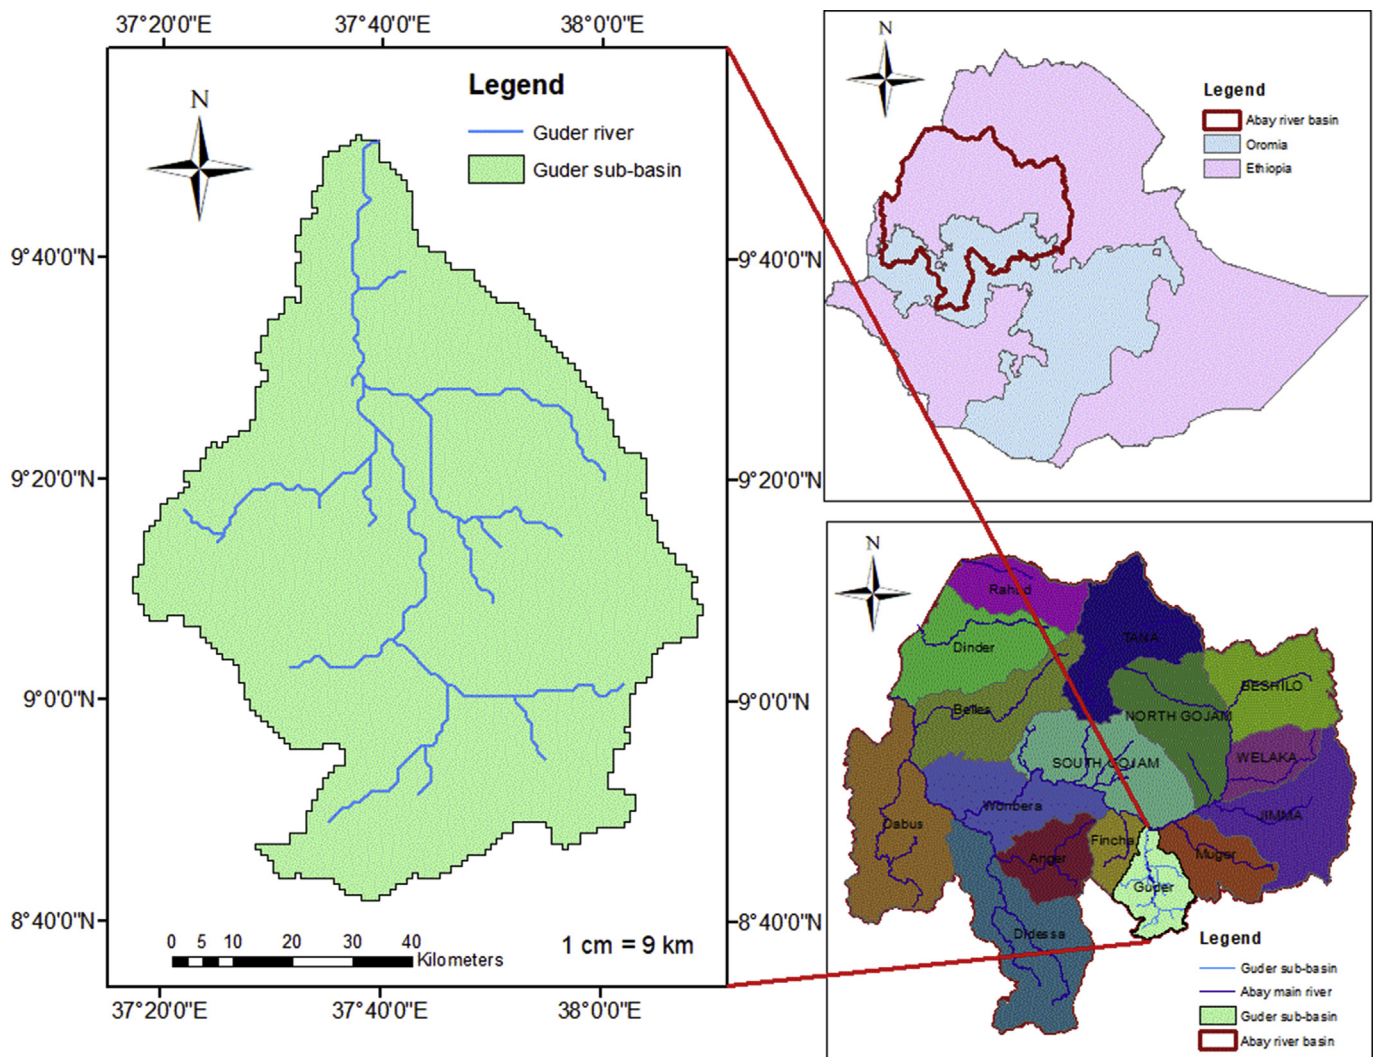 37°20'0"E
37°40'0"E
38°0'0"E
N
Legend
Guder river
Guder sub-basin
9°40'0"N
9°40'0"N
9°20'0"N
9°20'0"N
9°0'0"N
9°0'0"N
8°40'0"N
8°40'0"N
0 5 10 20 30 40
Kilometers
1 cm = 9 km
37°20'0"E
37°40'0"E
38°0'0"E
N
Legend
Abay river basin
Oromia
Ethiopia
N
Rahad
TANA
Dinder
BESHILO
Belles
NORTH GOJAM
SOUTH GOJAM
WELAKA
Wonbera
JIMMA
Dabus
Fincha
Anger
Muger
Guder
Didessa
Legend
Guder sub-basin
Abay main river
Guder sub-basin
Abay river basin